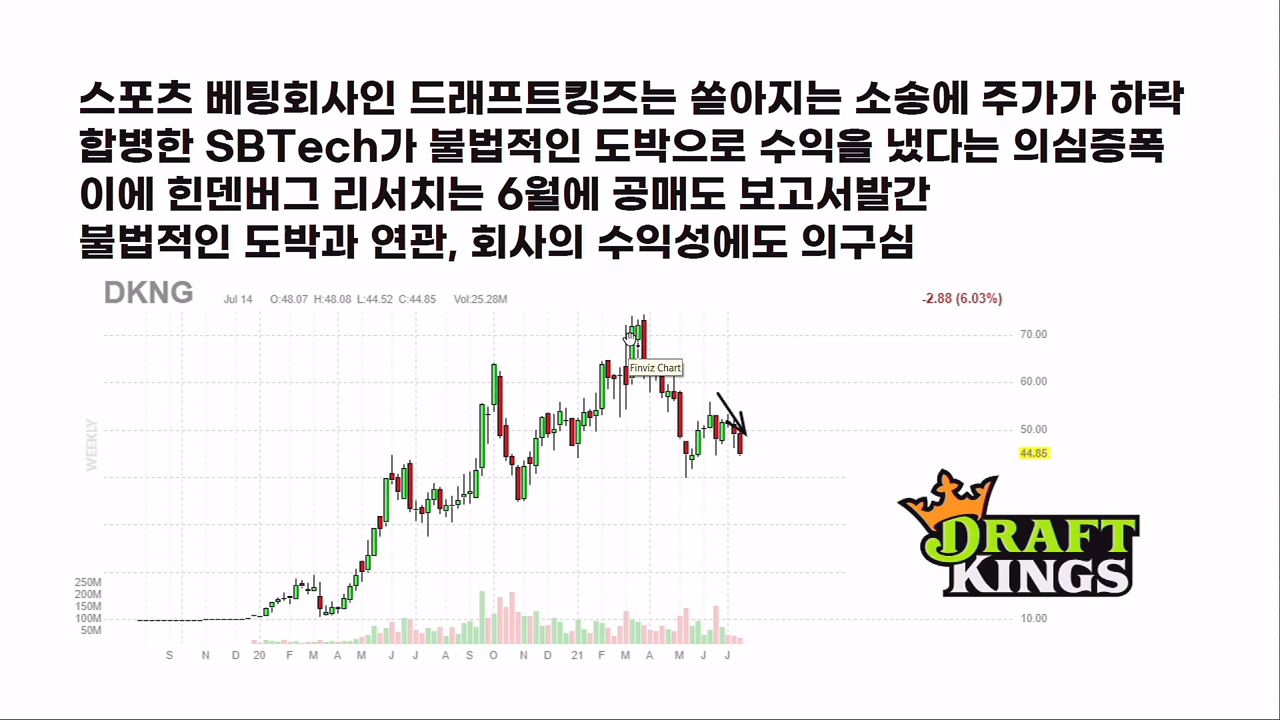 스포츠 베팅회사인 드래프트킹즈는 쏟아지는 소송에 주가가 하락
합병한 SBTech가 불법적인 도박으로 수익을 냈다는 의심증폭
이에 힌덴버그 리서치는 6월에 공매도 보고서발간
불법적인 도박과 연관, 회사의 수익성에도 의구심
DKNG Jul 14 O:48.07 H:48.08 L:44.52 C:44.85 Vol:25.28M -2.88 (6.03%)
70.00
Finviz Chart
60.00
50.00
WEEKLY
44.85
DRAFT
KINGS
250M
200M
150M
100M
10.00
50M
S N D 20 F M A M J J A S O N D 21 F M A M J J